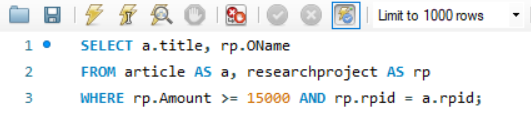 Limit to 1000 rows
1 SELECT a.title, rp.OName
2 FROM article AS a, researchproject AS rp
3 WHERE rp.Amount >= 15000 AND rp.rpid = a.rpid;